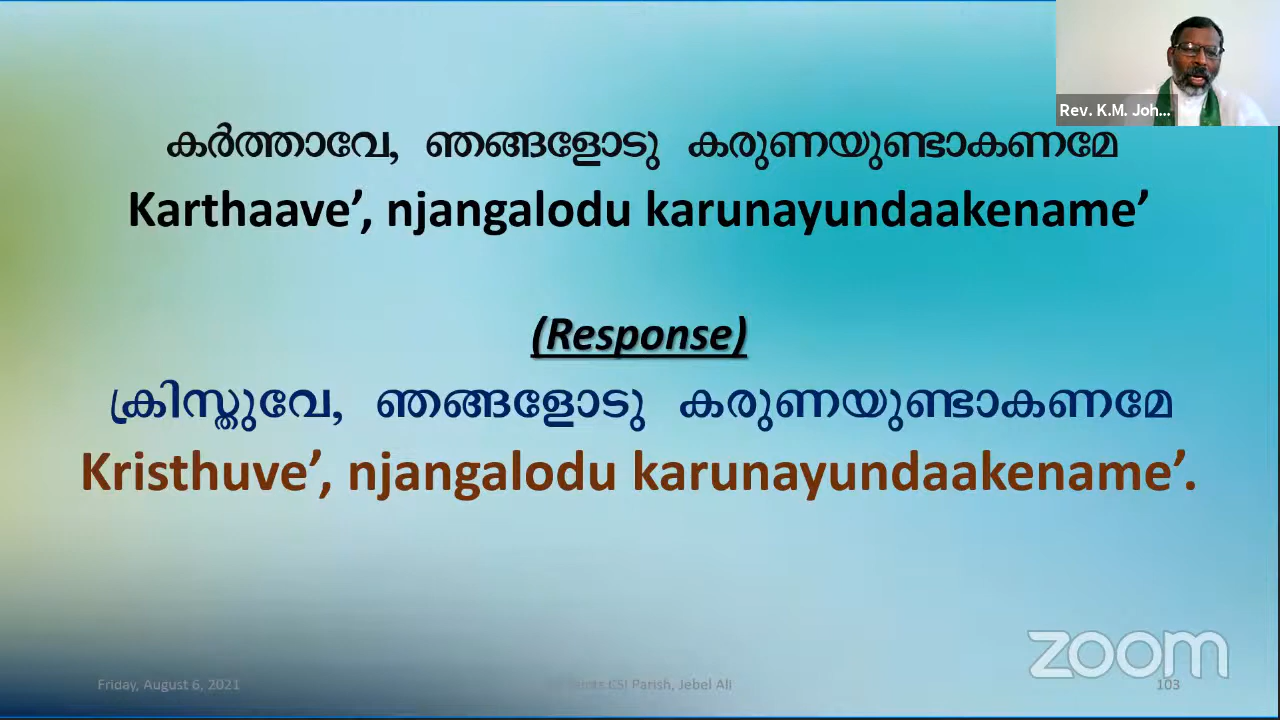 Rev. K.M. Joh...
കർത്താവേ, ഞങ്ങളോടു കരുണയുണ്ടാകണമേ
Karthaave’, njangalodu karunayundaakename’
(Response)
ക്രിസ്തുവേ, ഞങ്ങളോടു കരുണയുണ്ടാകണമേ
Kristhuve’, njangalodu karunayundaakename’.
zoom
Friday, August 6, 2021 CSI Parish, Jebel Ali 103